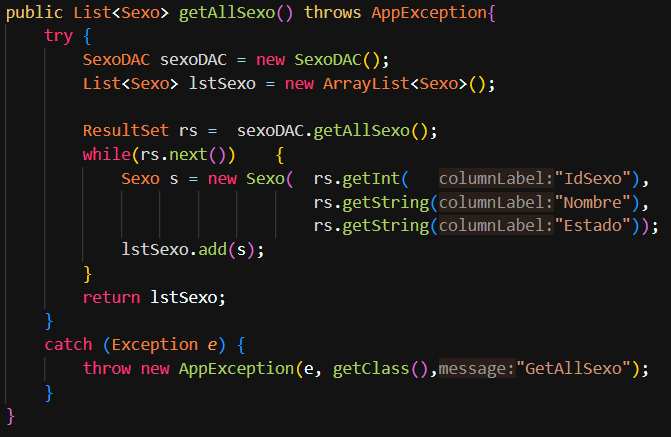 public List<Sexo> getAllSexo() throws AppException{
try {
SexoDAC sexoDAC = new SexoDAC();
List<Sexo> lstSexo = new ArrayList<Sexo>();
ResultSet rs =  sexoDAC.getAllSexo();
while(rs.next())   {
Sexo s = new Sexo(  rs.getInt(   columnLabel:"IdSexo"),
rs.getString(columnLabel:"Nombre"),
rs.getString(columnLabel:"Estado"));
lstSexo.add(s);
}
return lstSexo;
}
catch (Exception e) {
throw new AppException(e, getClass(),message:"GetAllSexo");
}
}